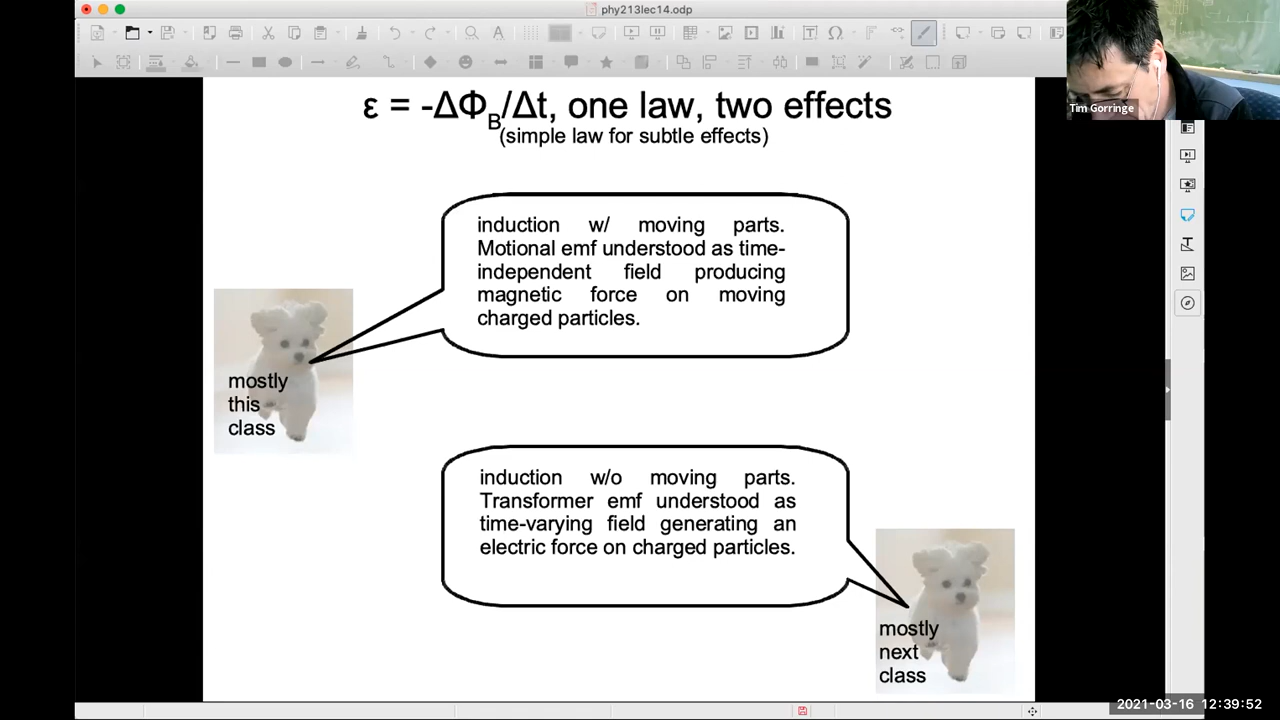 phy213lec14.odp
Tim Gorringe
ε = -ΔΦB/Δt, one law, two effects
(simple law for subtle effects)
induction w/ moving parts.
Motional emf understood as time-
independent field producing
magnetic force on moving
charged particles.
mostly
this
class
induction w/o moving parts.
Transformer emf understood as
time-varying field generating an
electric force on charged particles.
mostly
next
class
2021-03-16 12:39:52